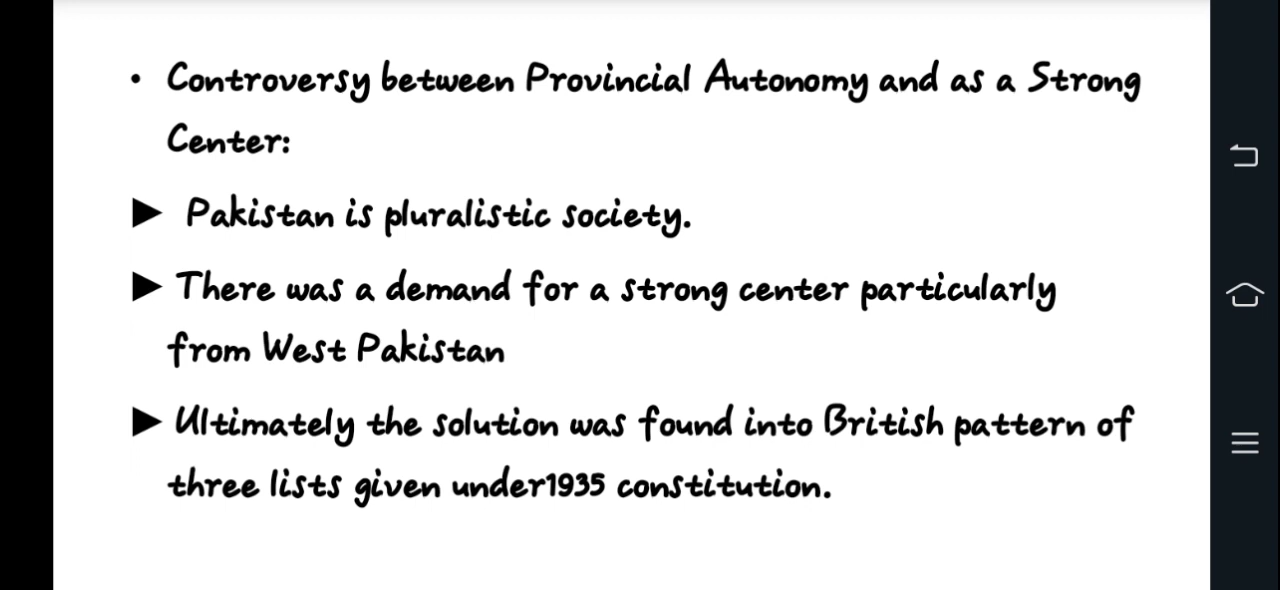 • Controversy between Provincial Autonomy and as a Strong
Center:
► Pakistan is pluralistic society.
► There was a demand for a strong center particularly
from West Pakistan
► Ultimately the solution was found into British pattern of
three lists given under1935 constitution.